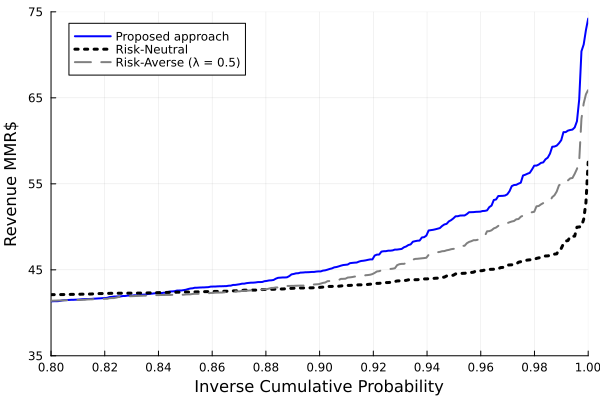 75
65
55
45
35
Revenue MMR$
Proposed approach
Risk-Neutral
Risk-Averse (λ = 0.5)
0.80 0.82 0.84 0.86 0.88 0.90 0.92 0.94 0.96 0.98 1.00
Inverse Cumulative Probability